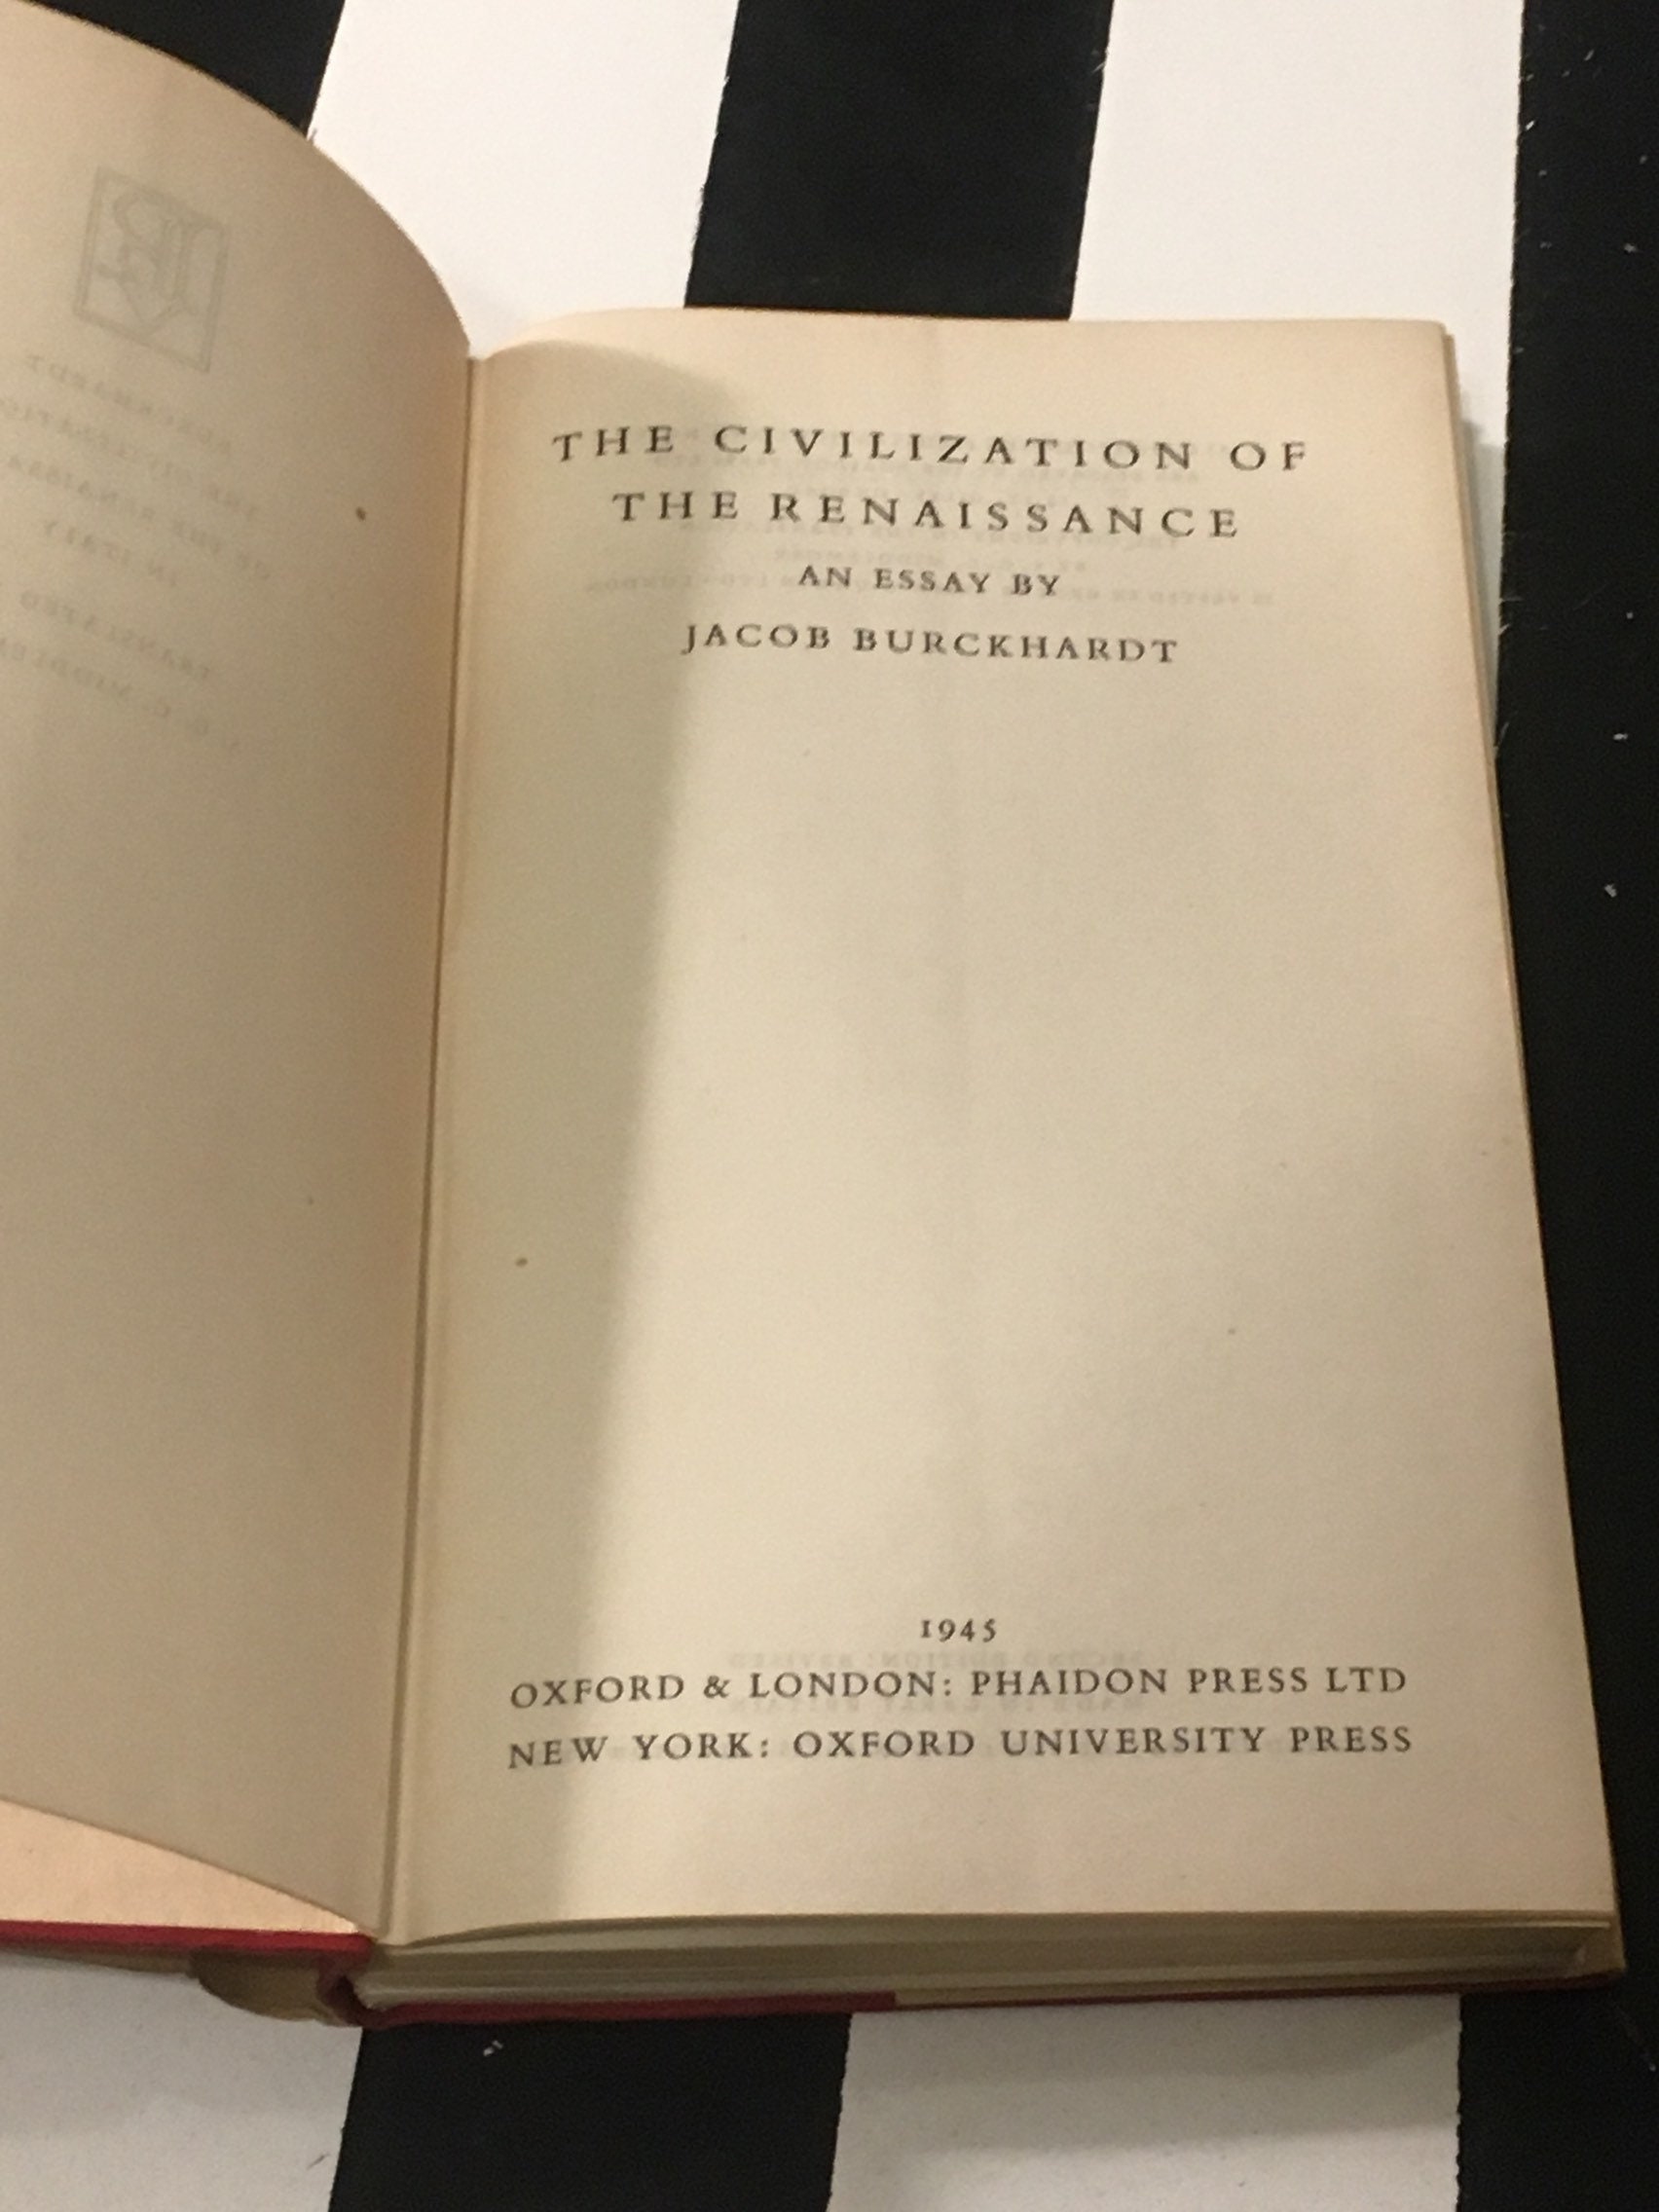 THE CIVILIZATION OF
THE RENAISSANCE
AN ESSAY BY
JACOB BURCKHARDT
1945
OXFORD & LONDON: PHAIDON PRESS LTD
NEW YORK: OXFORD UNIVERSITY PRESS